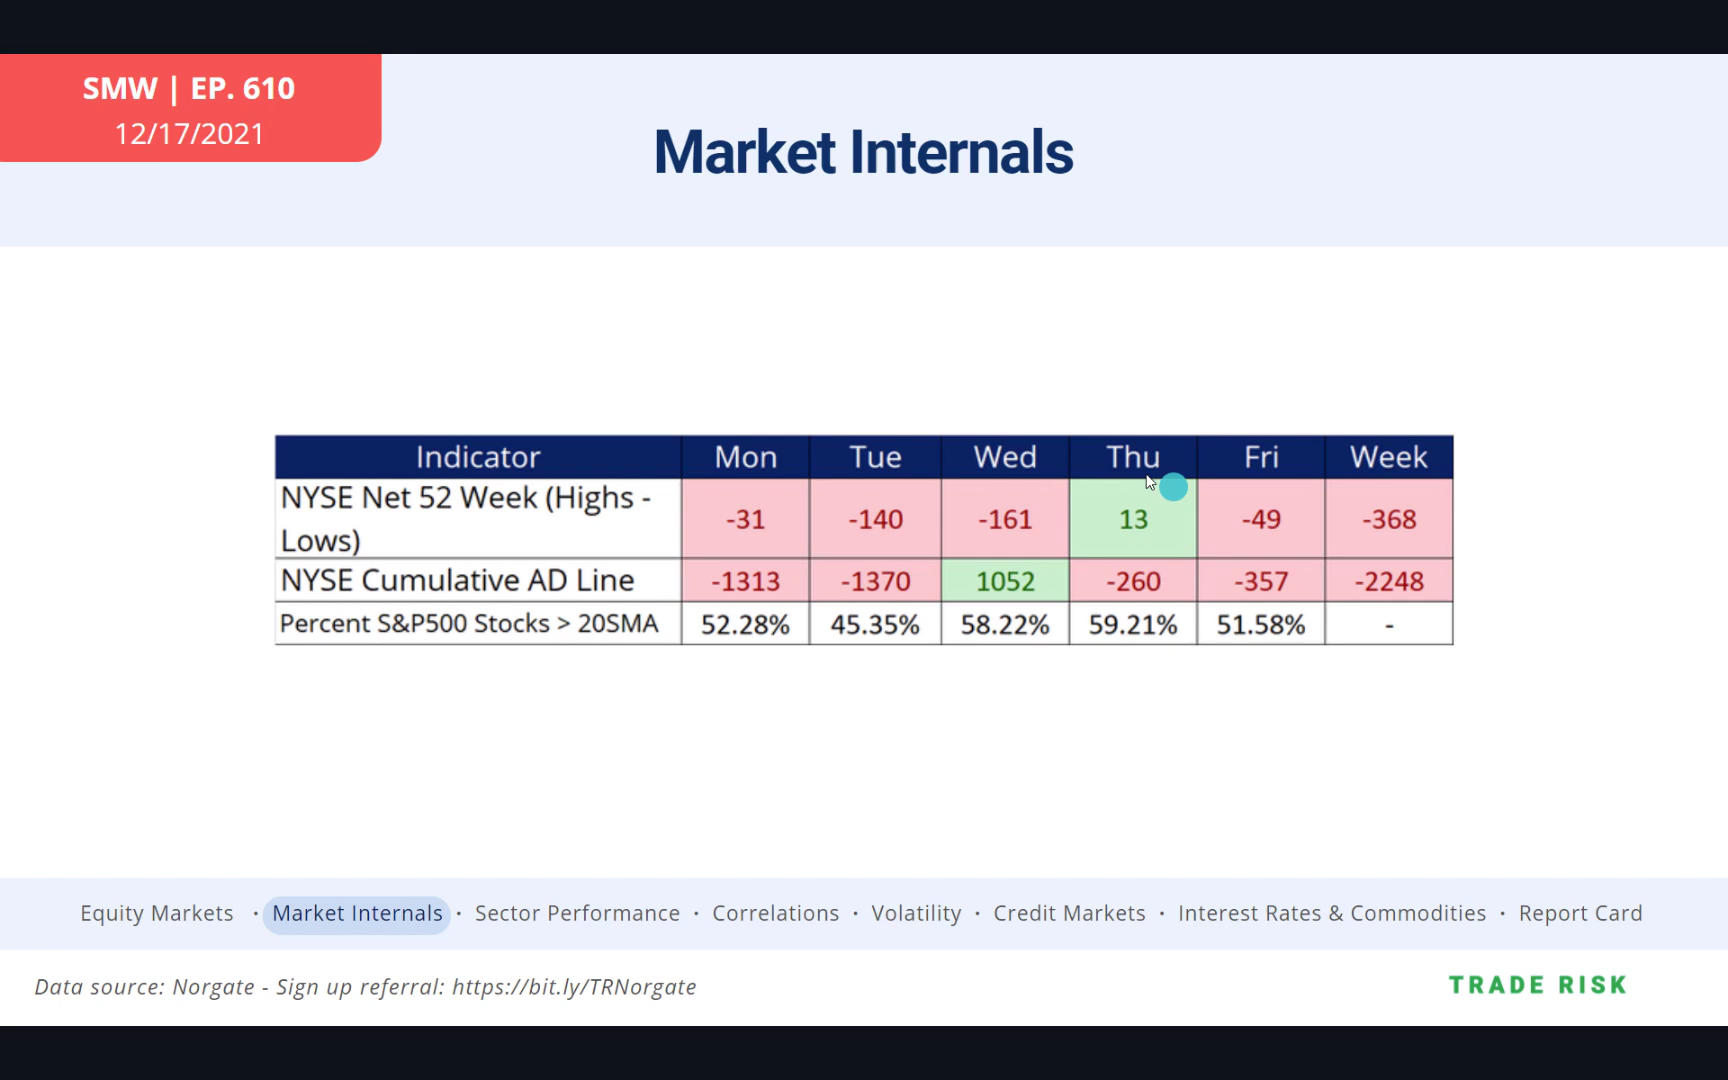 SMW | EP. 610
12/17/2021
Market Internals
Indicator Mon Tue Wed Thu Fri Week
NYSE Net 52 Week (Highs -
Lows) -31 -140 -161 13 -49 -368
NYSE Cumulative AD Line -1313 -1370 1052 -260 -357 -2248
Percent S&P500 Stocks > 20SMA 52.28% 45.35% 58.22% 59.21% 51.58% -
Equity Markets · Market Internals · Sector Performance · Correlations · Volatility · Credit Markets · Interest Rates & Commodities · Report Card
Data source: Norgate - Sign up referral: https://bit.ly/TRNorgate
TRADE RISK